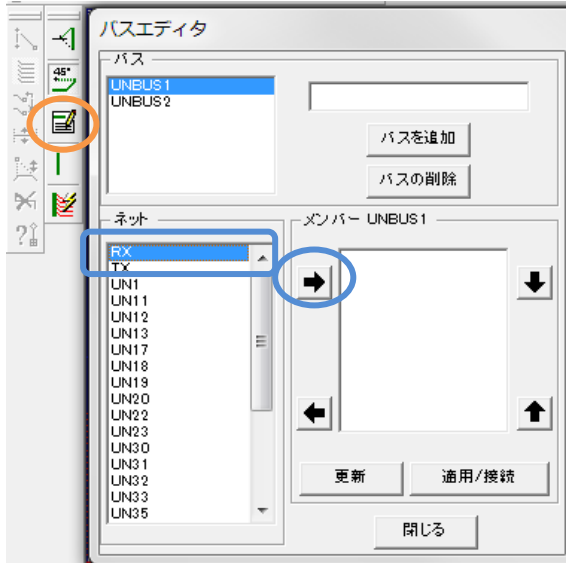 バスエディタ
45°
バス
UNBUS1
UNBUS2
バスを追加
バスの削除
ネット
メンバー UNBUS1
RX
TX
UN1
UN11
UN12
UN13
UN17
UN18
UN19
UN20
UN22
UN23
UN30
UN31
UN32
UN33
UN35
更新
適用/接続
閉じる